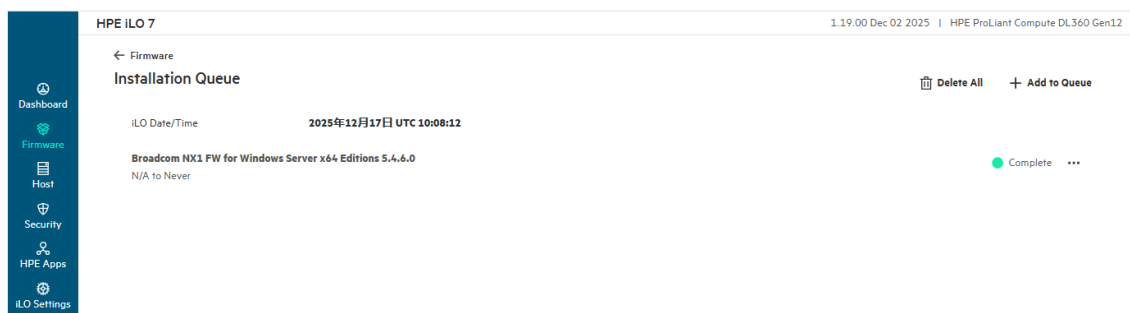 HPE iLO 7
1.19.00 Dec 02 2025 | HPE ProLiant Compute DL360 Gen12
← Firmware
Installation Queue
Delete All
+ Add to Queue
iLO Date/Time 2025年12月17日 UTC 10:08:12
Broadcom NX1 FW for Windows Server x64 Editions 5.4.6.0
N/A to Never
Complete •••
Dashboard
Firmware
Host
Security
HPE Apps
iLO Settings